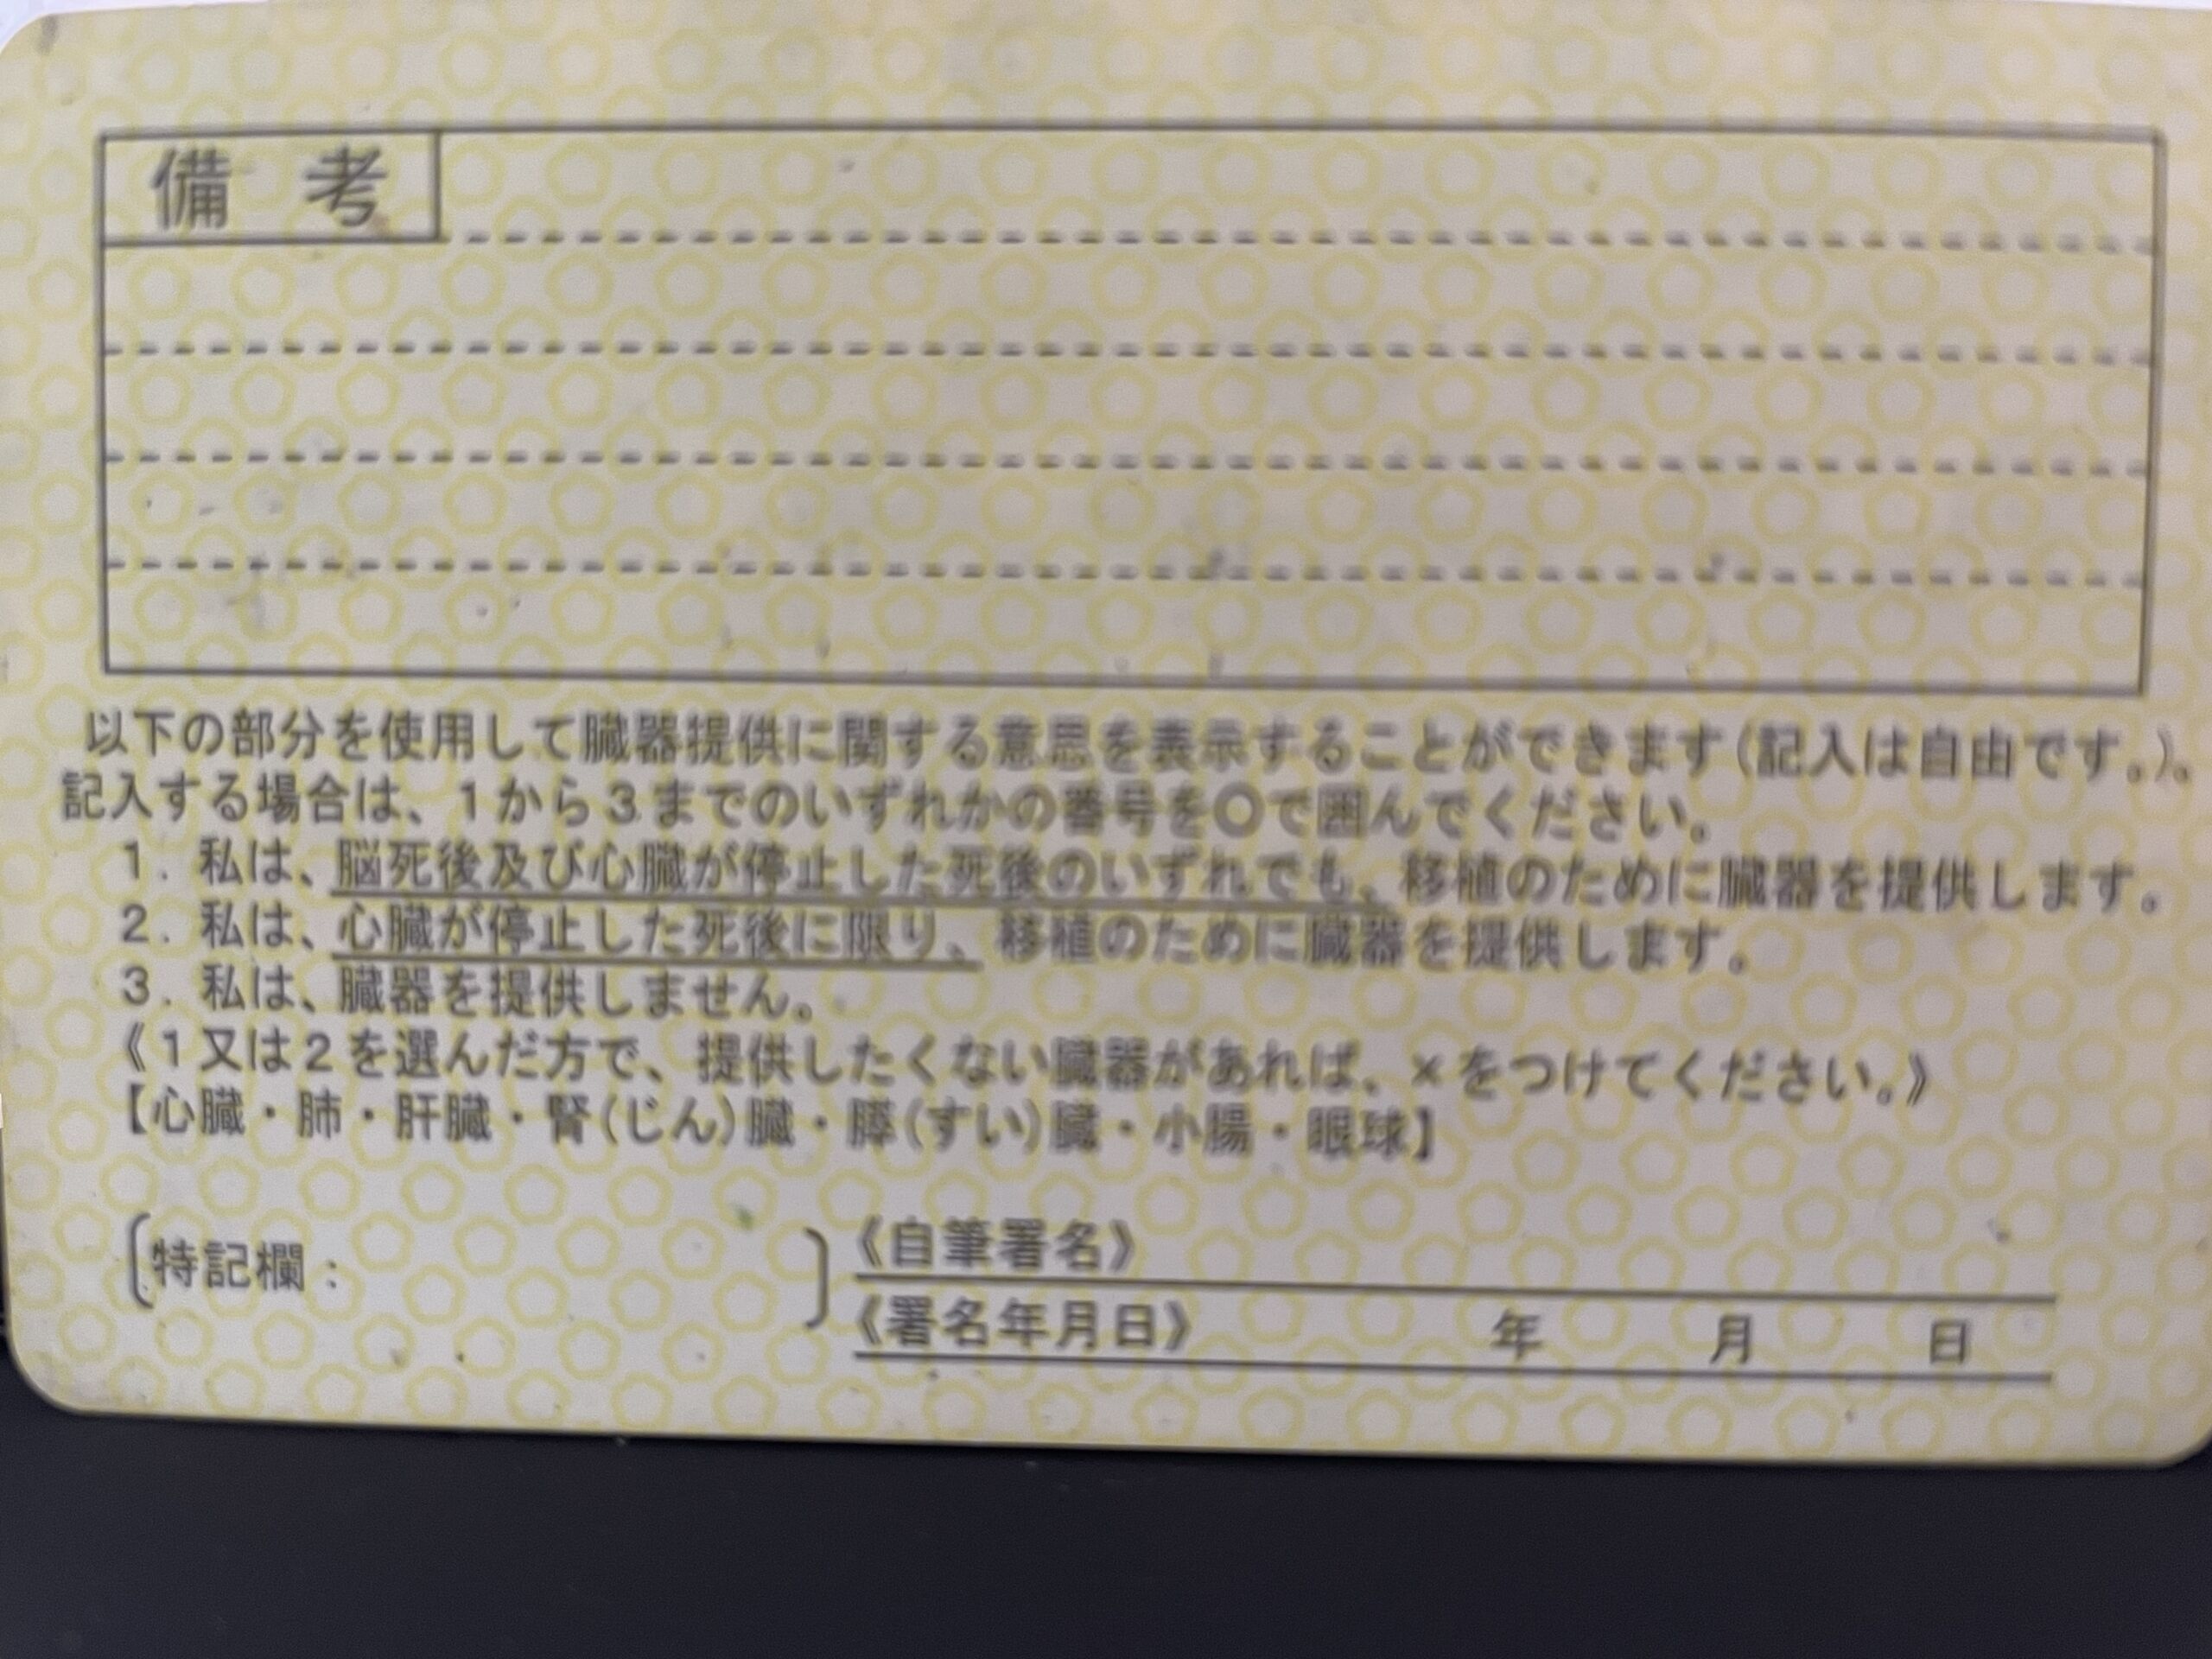 備考
以下の部分を使用して臓器提供に関する意思を表示することができます(記入は自由です。)。
記入する場合は、1から3までのいずれかの番号を○で囲んでください。
1. 私は、脳死後及び心臓が停止した死後のいずれでも、移植のために臓器を提供します。
2. 私は、心臓が停止した死後に限り、移植のために臓器を提供します。
3. 私は、臓器を提供しません。
《1又は2を選んだ方で、提供したくない臓器があれば、×をつけてください。》
【心臓・肺・肝臓・腎(じん)臓・膵(すい)臓・小腸・眼球】
〔特記欄: 〕
《自筆署名》
《署名年月日》 年 月 日